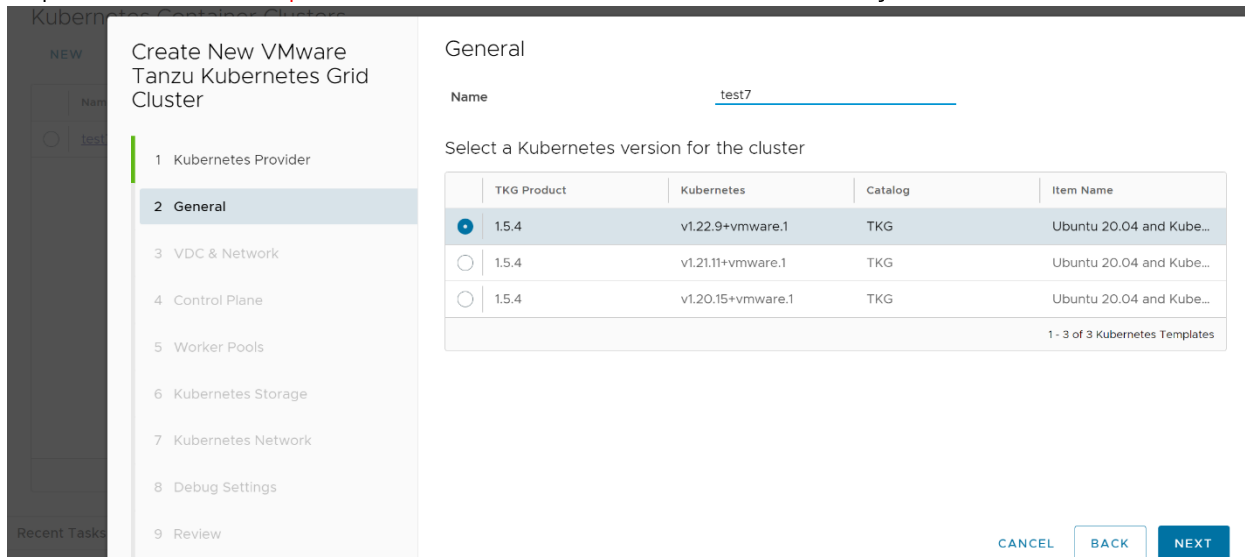 Kubernetes Container Clusters
NEW
Create New VMware
Tanzu Kubernetes Grid
Cluster
Nam
test
1 Kubernetes Provider
2 General
3 VDC & Network
4 Control Plane
5 Worker Pools
6 Kubernetes Storage
7 Kubernetes Network
8 Debug Settings
9 Review
Recent Tasks
General
Name test7
Select a Kubernetes version for the cluster
TKG Product Kubernetes Catalog Item Name
1.5.4 v1.22.9+vmware.1 TKG Ubuntu 20.04 and Kube...
1.5.4 v1.21.11+vmware.1 TKG Ubuntu 20.04 and Kube...
1.5.4 v1.20.15+vmware.1 TKG Ubuntu 20.04 and Kube...
1 - 3 of 3 Kubernetes Templates
CANCEL BACK NEXT